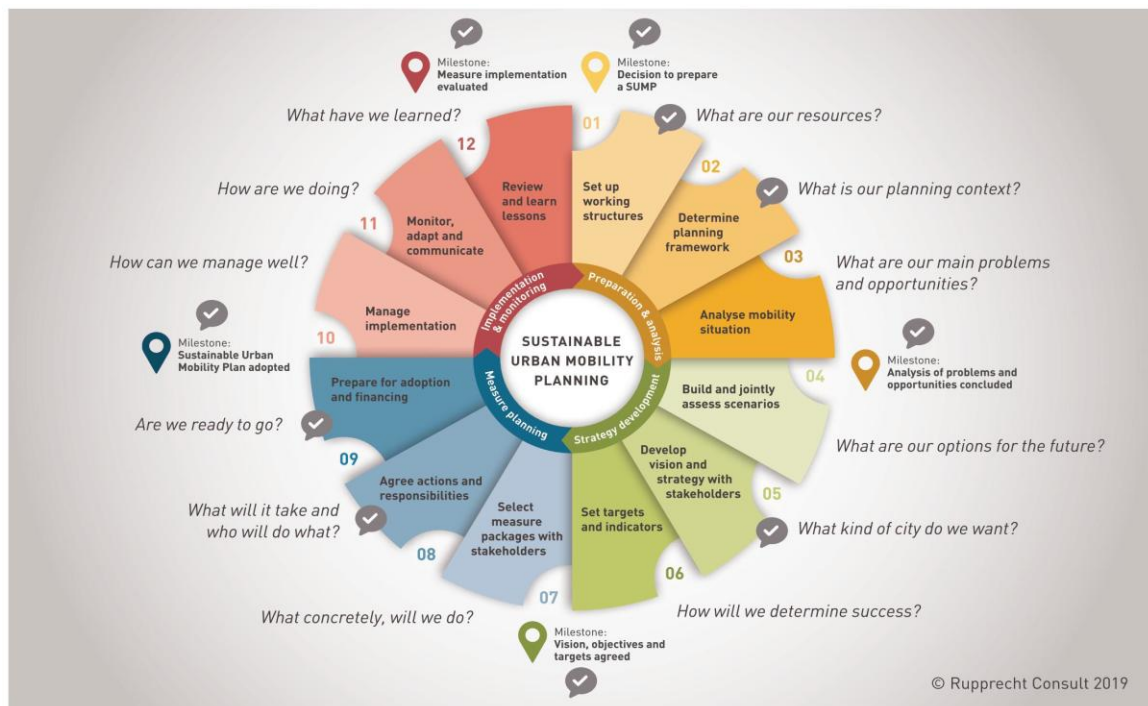 Milestone:
Measure implementation
evaluated
Milestone:
Decision to prepare
a SUMP
What have we learned?
What are our resources?
How are we doing?
What is our planning context?
How can we manage well?
What are our main problems
and opportunities?
Milestone:
Sustainable Urban
Mobility Plan adopted
Milestone:
Analysis of problems and
opportunities concluded
Are we ready to go?
What are our options for the future?
What will it take and
who will do what?
What kind of city do we want?
What concretely, will we do?
How will we determine success?
Milestone:
Vision, objectives and
targets agreed
01
Set up
working
structures
02
Determine
planning
framework
03
Analyse mobility
situation
04
Build and jointly
assess scenarios
05
Develop
vision and
strategy with
stakeholders
06
Set targets
and indicators
07
Select
measure
packages with
stakeholders
08
Agree actions and
responsibilities
09
Prepare for adoption
and financing
10
Manage
implementation
11
Monitor,
adapt and
communicate
12
Review
and learn
lessons
Preparation & analysis
Strategy development
Measure planning
Implementation
& monitoring
SUSTAINABLE
URBAN MOBILITY
PLANNING
© Rupprecht Consult 2019